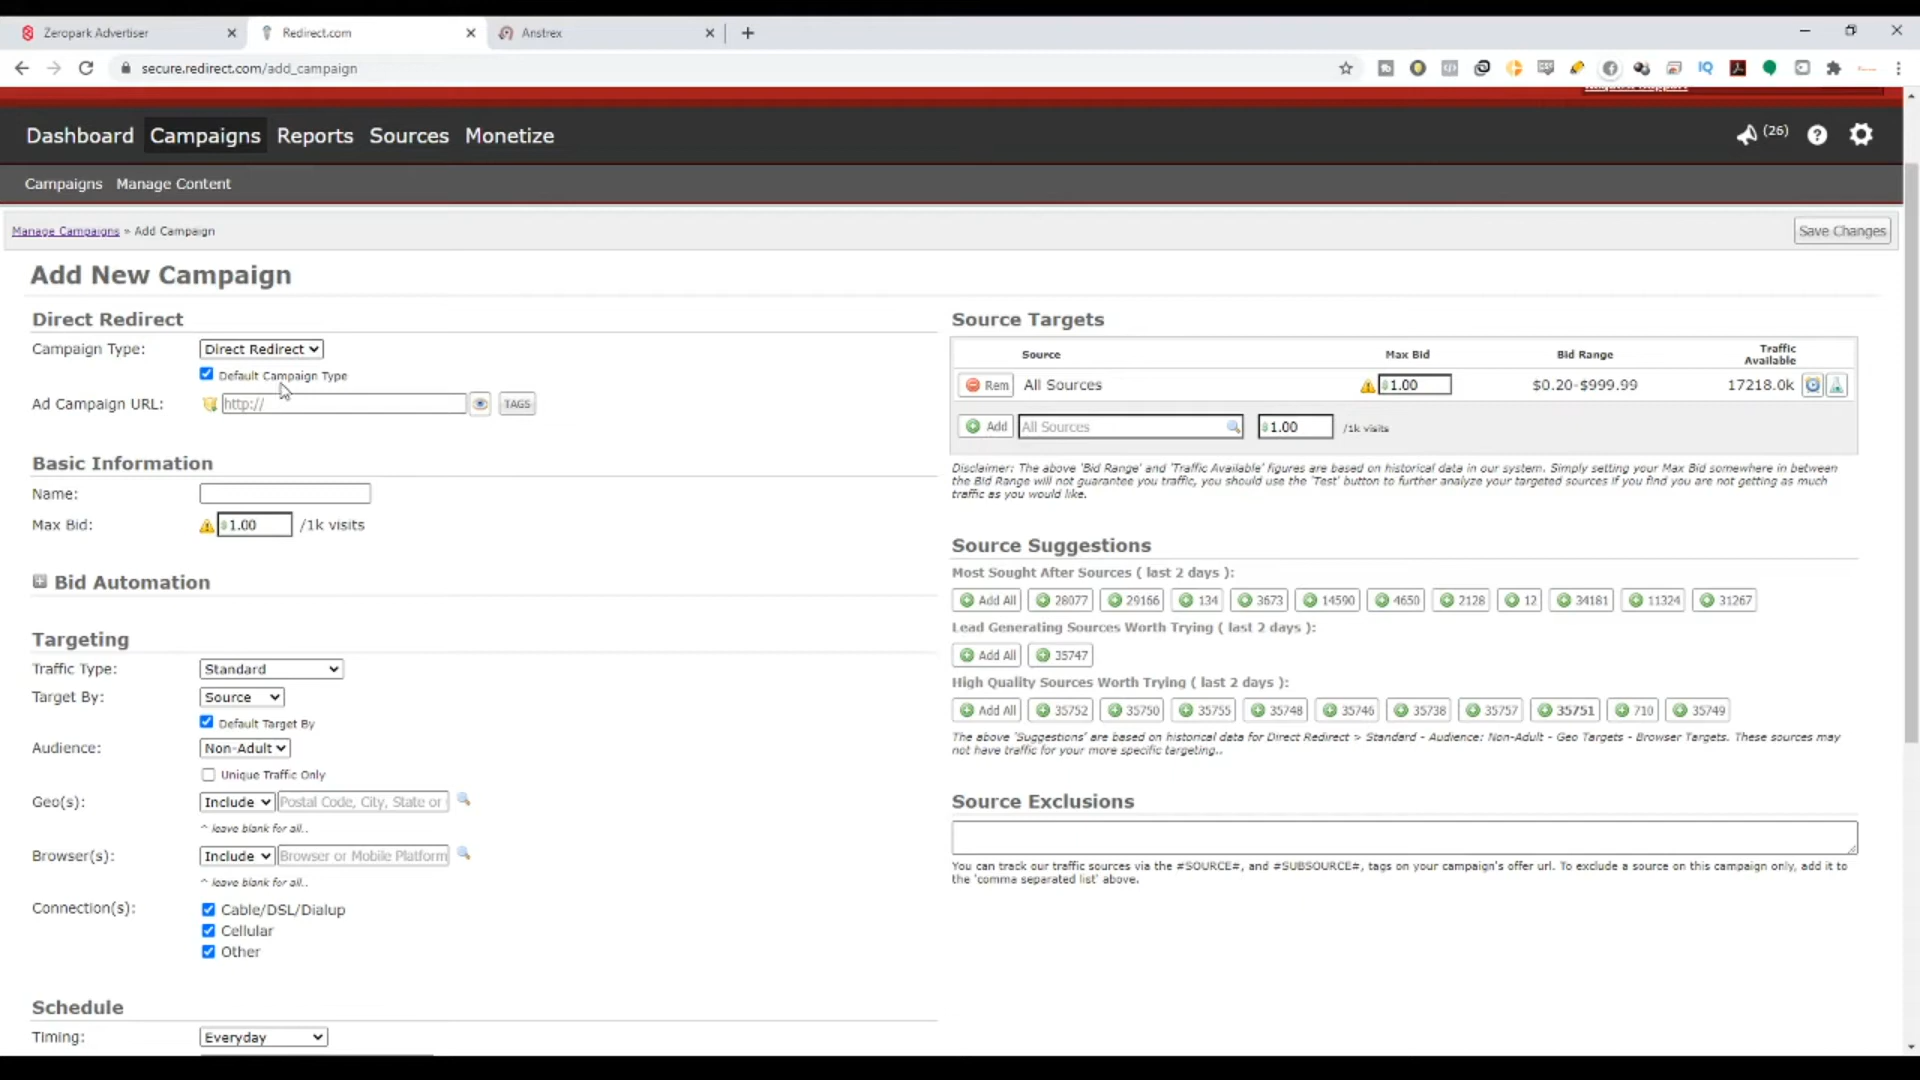 Zeropark Advertiser
Redirect.com
Anstrex
secure.redirect.com/add_campaign
Dashboard Campaigns Reports Sources Monetize
(26)
Campaigns Manage Content
Manage Campaigns » Add Campaign
Save Changes
Add New Campaign
Direct Redirect
Campaign Type: Direct Redirect
Default Campaign Type
Ad Campaign URL: http:// TAGS
Basic Information
Name:
Max Bid: $1.00 /1k visits
Bid Automation
Targeting
Traffic Type: Standard
Target By: Source
Default Target By
Audience: Non-Adult
Unique Traffic Only
Geo(s): Include Postal Code, City, State or
^ leave blank for all..
Browser(s): Include Browser or Mobile Platform
^ leave blank for all..
Connection(s): Cable/DSL/Dialup
Cellular
Other
Schedule
Timing: Everyday
Source Targets
Source Max Bid Bid Range Traffic Available
Rem All Sources $1.00 $0.20-$999.99 17218.0k
Add All Sources $1.00 /1k visits
Disclaimer: The above 'Bid Range' and 'Traffic Available' figures are based on historical data in our system. Simply setting your Max Bid somewhere in between
the Bid Range will not guarantee you traffic, you should use the 'Test' button to further analyze your targeted sources if you find you are not getting as much
traffic as you would like.
Source Suggestions
Most Sought After Sources ( last 2 days ):
Add All 28077 29166 134 3673 14590 4650 2128 12 34181 11324 31267
Lead Generating Sources Worth Trying ( last 2 days ):
Add All 35747
High Quality Sources Worth Trying ( last 2 days ):
Add All 35752 35750 35755 35748 35746 35738 35757 35751 710 35749
The above 'Suggestions' are based on historical data for Direct Redirect > Standard - Audience: Non-Adult - Geo Targets - Browser Targets. These sources may
not have traffic for your more specific targeting..
Source Exclusions
You can track our traffic sources via the #SOURCE#, and #SUBSOURCE#, tags on your campaign's offer url. To exclude a source on this campaign only, add it to
the 'comma separated list' above.